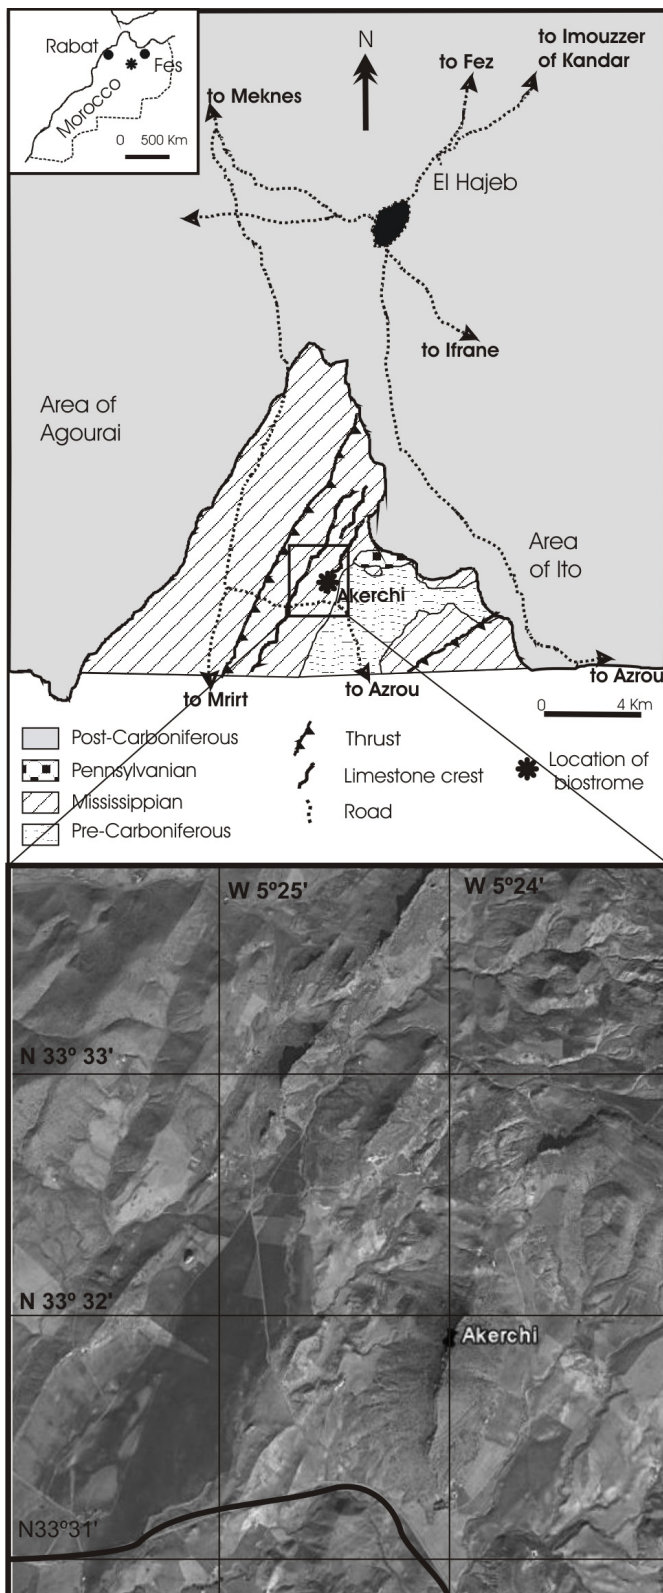 Rabat
Fes
Morocco
0 500 Km
N
to Fez
to Imouzzer
of Kandar
to Meknes
El Hajeb
to Ifrane
Area of
Agourai
Area
of Ito
Akerchi
to Mrirt
to Azrou
to Azrou
0 4 Km
Post-Carboniferous
Pennsylvanian
Mississippian
Pre-Carboniferous
Thrust
Limestone crest
Road
Location of
biostrome
W 5º25'
W 5º24'
N 33º 33'
N 33º 32'
Akerchi
N33º31'